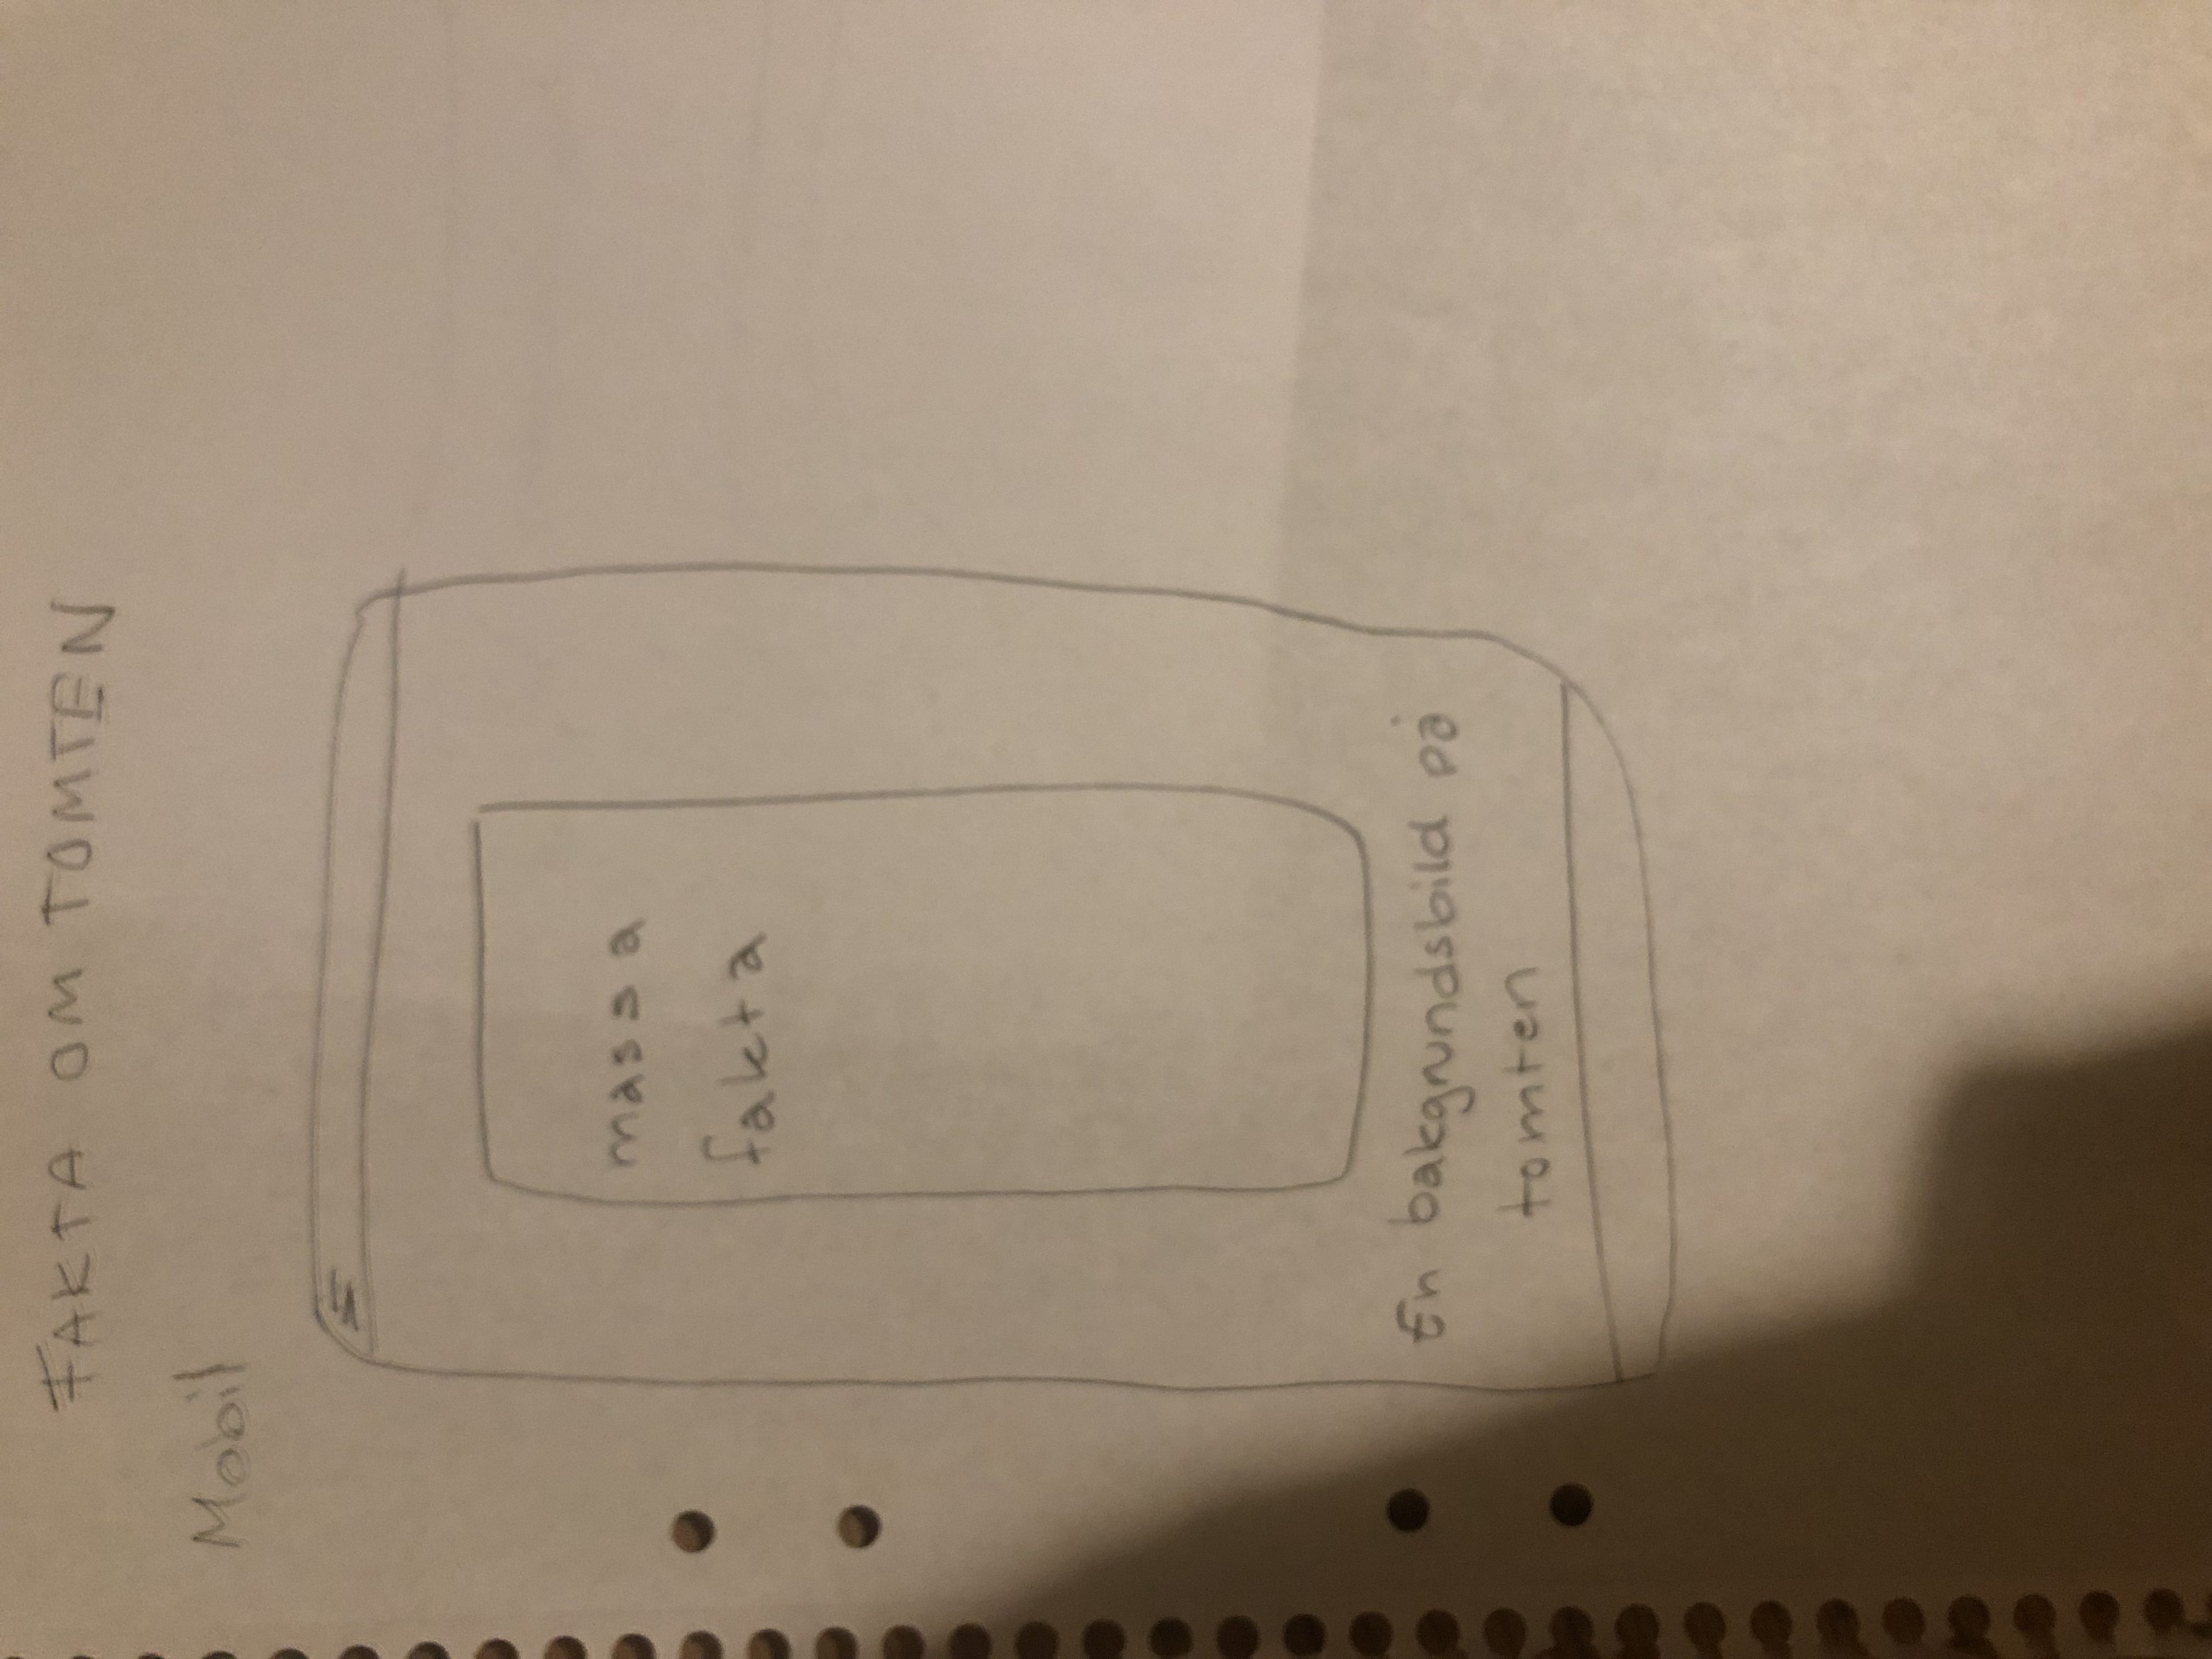 FAKTA OM TOMTEN
Mobil
massa
fakta
En bakgrundsbild på
tomten